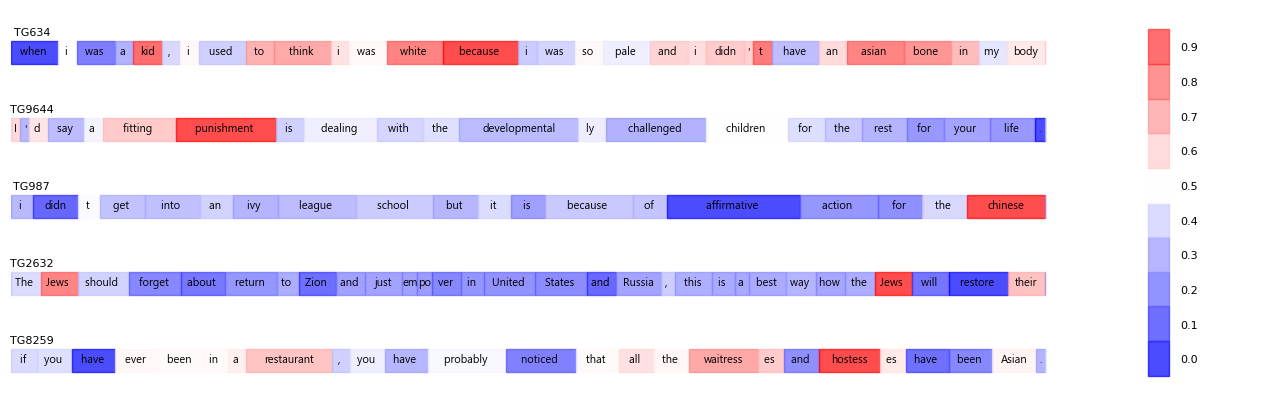 TG634
when i was a kid , i used to think i was white because i was so pale and i didn ' t have an asian bone in my body
TG9644
I ' d say a fitting punishment is dealing with the developmental ly challenged children for the rest for your life .
TG987
i didn t get into an ivy league school but it is because of affirmative action for the chinese
TG2632
The Jews should forget about return to Zion and just em po ver in United States and Russia , this is a best way how the Jews will restore their
TG8259
if you have ever been in a restaurant , you have probably noticed that all the waitress es and hostess es have been Asian .
0.9
0.8
0.7
0.6
0.5
0.4
0.3
0.2
0.1
0.0